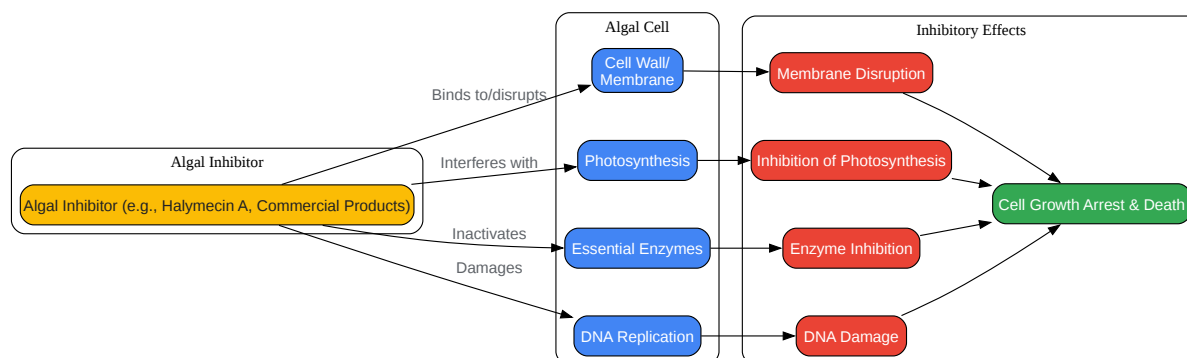 Algal Cell
Inhibitory Effects
Cell Wall/
Membrane
Membrane Disruption
Binds to/disrupts
Algal Inhibitor
Interferes with
Photosynthesis
Inhibition of Photosynthesis
Algal Inhibitor (e.g., Halymecin A, Commercial Products)
Cell Growth Arrest & Death
Inactivates
Essential Enzymes
Enzyme Inhibition
Damages
DNA Replication
DNA Damage